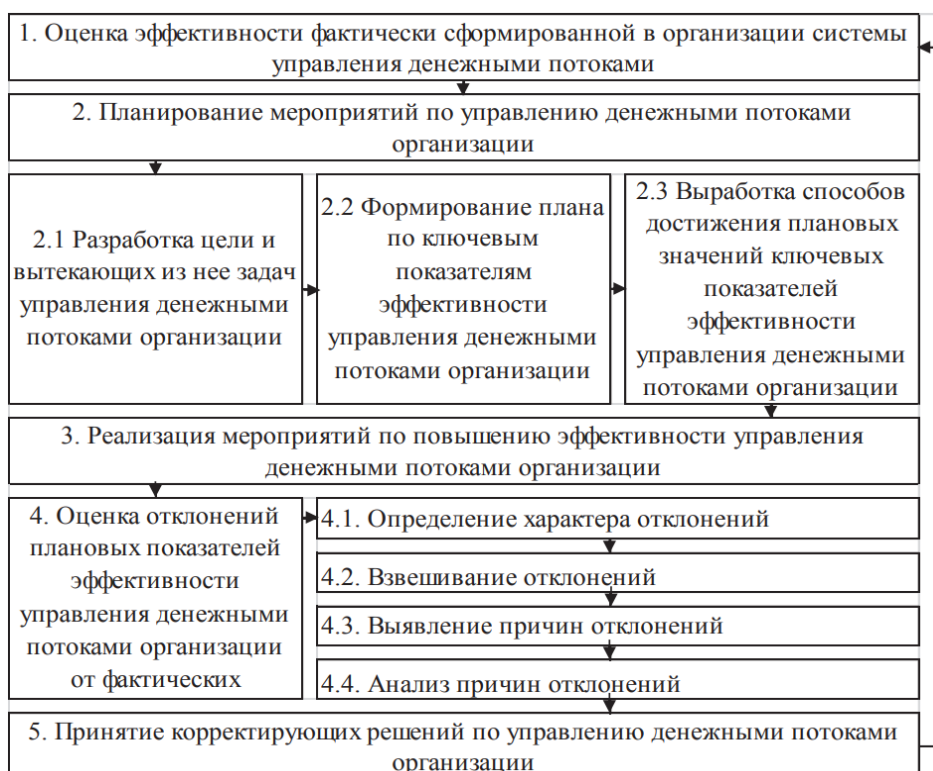 1. Оценка эффективности фактически сформированной в организации системы
управления денежными потоками
2. Планирование мероприятий по управлению денежными потоками
организации
2.1 Разработка цели и
вытекающих из нее задач
управления денежными
потоками организации
2.2 Формирование плана
по ключевым
показателям
эффективности
управления денежными
потоками организации
2.3 Выработка способов
достижения плановых
значений ключевых
показателей
эффективности
управления денежными
потоками организации
3. Реализация мероприятий по повышению эффективности управления
денежными потоками организации
4. Оценка отклонений
плановых показателей
эффективности
управления денежными
потоками организации
от фактических
4.1. Определение характера отклонений
4.2. Взвешивание отклонений
4.3. Выявление причин отклонений
4.4. Анализ причин отклонений
5. Принятие корректирующих решений по управлению денежными потоками
организации